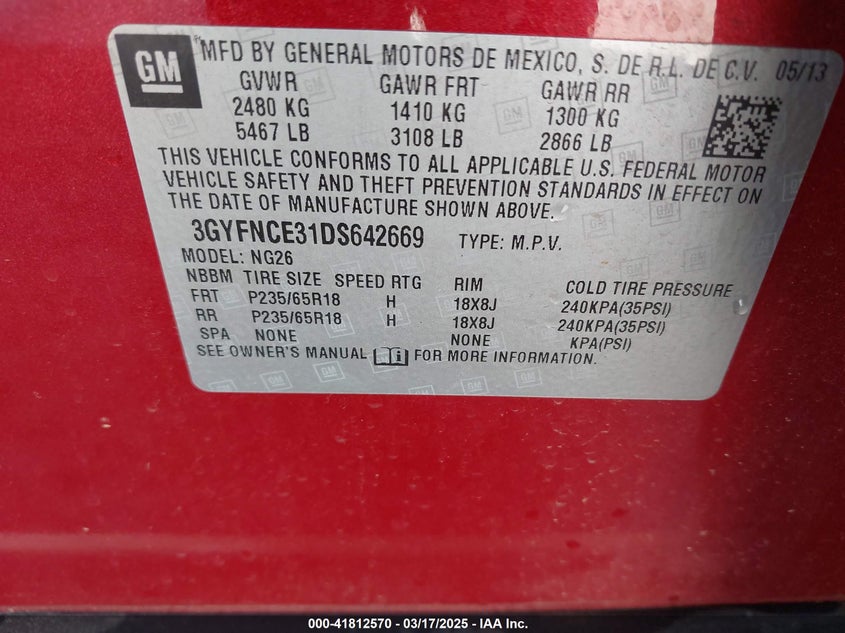 GM
MFD BY GENERAL MOTORS DE MEXICO, S. DE R.L. DE C.V. 05/13
GVWR GAWR FRT GAWR RR
2480 KG 1410 KG 1300 KG
5467 LB 3108 LB 2866 LB
THIS VEHICLE CONFORMS TO ALL APPLICABLE U.S. FEDERAL MOTOR
VEHICLE SAFETY AND THEFT PREVENTION STANDARDS IN EFFECT ON
THE DATE OF MANUFACTURE SHOWN ABOVE.
3GYFNCE31DS642669 TYPE: M.P.V.
MODEL: NG26
NBBM TIRE SIZE SPEED RTG RIM COLD TIRE PRESSURE
FRT P235/65R18 H 18X8J 240KPA(35PSI)
RR P235/65R18 H 18X8J 240KPA(35PSI)
SPA NONE NONE KPA(PSI)
SEE OWNER'S MANUAL FOR MORE INFORMATION.
000-41812570 - 03/17/2025 - IAA Holdings, LLC and IAA, Inc.